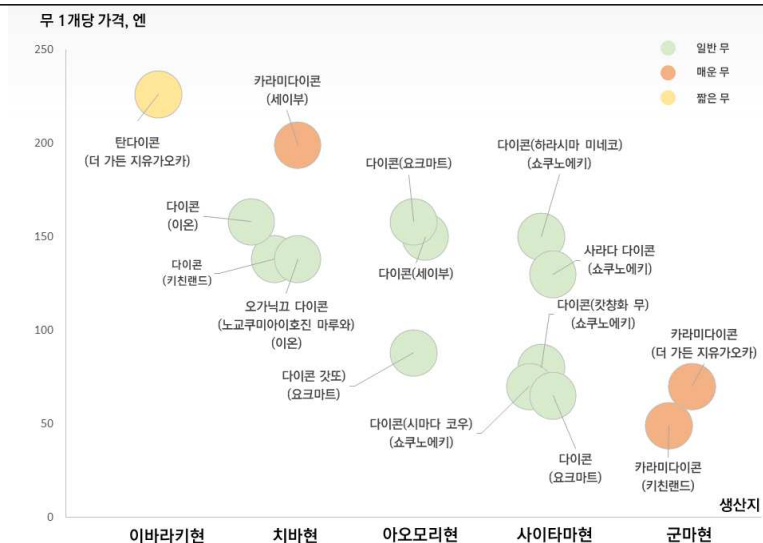 무 1개당 가격, 엔
250
200
150
100
50
0
일반 무
매운 무
짧은 무
탄다이콘
(더 가든 지유가오카)
카라미다이콘
(세이부)
다이콘
(이온)
다이콘
(키친랜드)
오가닉끄 다이콘
(노교쿠미아이호진 마루와)
(이온)
다이콘(요크마트)
다이콘(세이부)
다이콘 갓또)
(요크마트)
다이콘(하라시마 미네코)
(쇼쿠노에키)
사라다 다이콘
(쇼쿠노에키)
다이콘(캇창화 무)
(쇼쿠노에키)
다이콘(시마다 코우)
(쇼쿠노에키)
다이콘
(요크마트)
카라미다이콘
(더 가든 지유가오카)
카라미다이콘
(키친랜드)
생산지
이바라키현
치바현
아오모리현
사이타마현
군마현